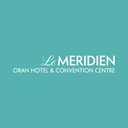 Le MERIDIEN
ORAN HOTEL & CONVENTION CENTRE